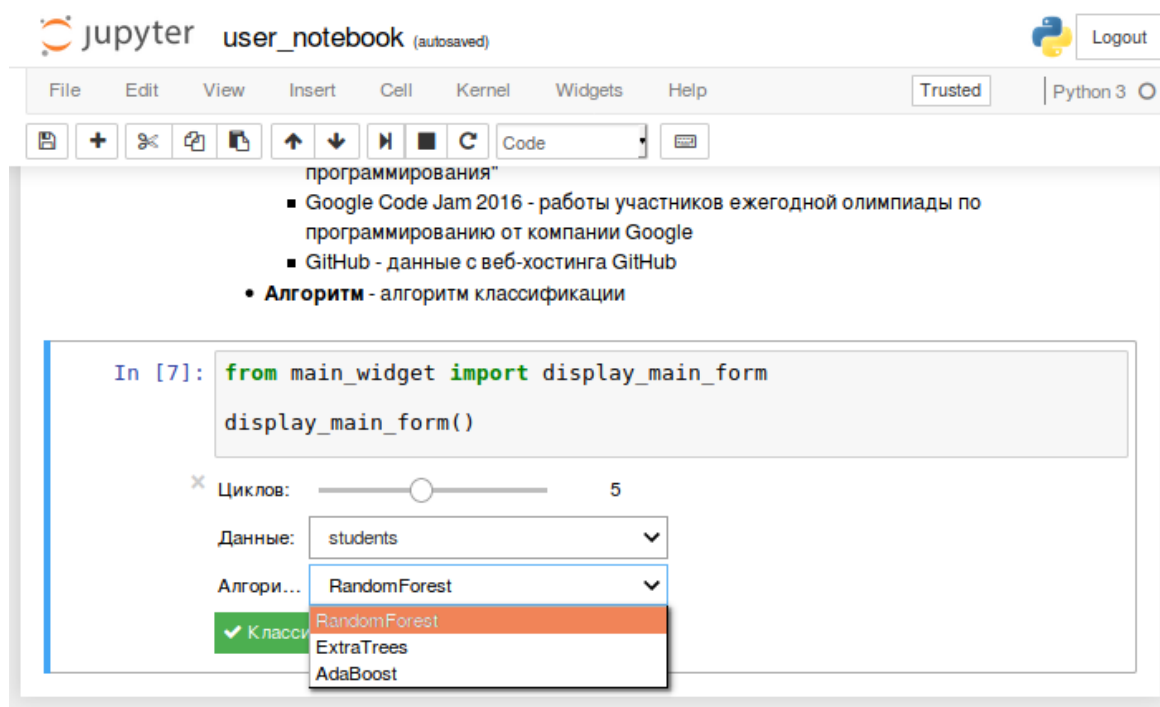 jupyter user_notebook (autosaved) Logout
File Edit View Insert Cell Kernel Widgets Help Trusted Python 3
Code
программирования"
Google Code Jam 2016 - работы участников ежегодной олимпиады по
программированию от компании Google
GitHub - данные с веб-хостинга GitHub
Алгоритм - алгоритм классификации
In [7]: from main_widget import display_main_form
display_main_form()
Циклов: 5
Данные: students
Алгори... RandomForest
Класси RandomForest
ExtraTrees
AdaBoost